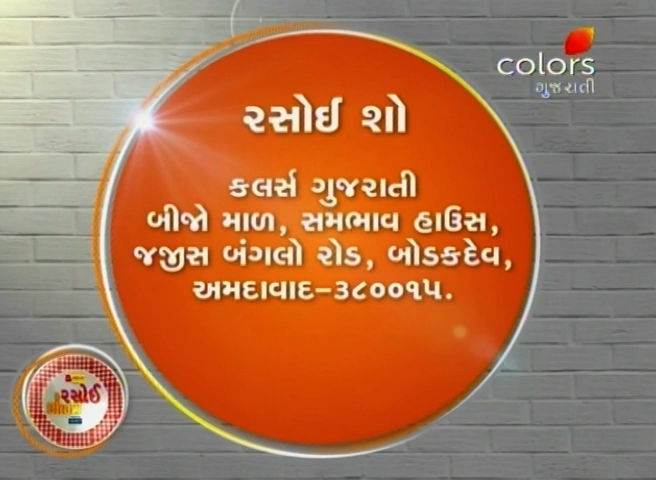 colors
ગુજરાતી
રસોઈ શો
કલર્સ ગુજરાતી
બીજો માળ, સમભાવ હાઉસ,
જજીસ બંગલો રોડ, બોડકદેવ,
અમદાવાદ-૩૮૦૦૧૫.
રસોઈ